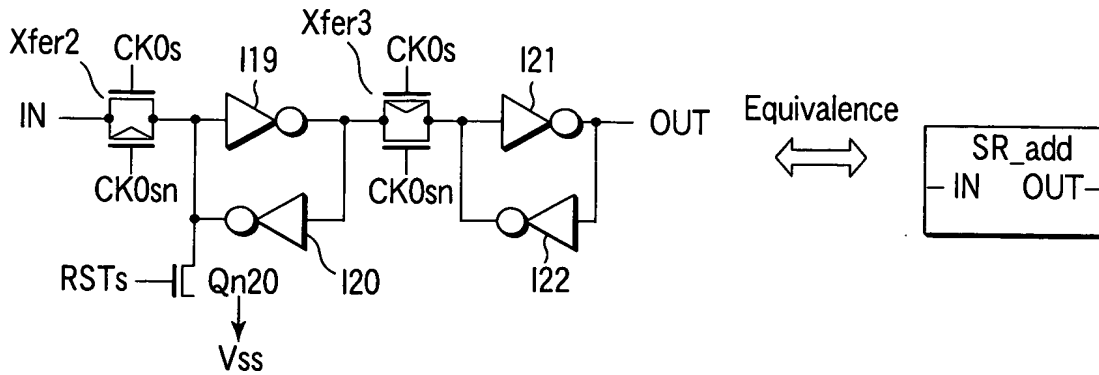 Xfer2
CK0s
I19
Xfer3
CK0s
I21
IN
OUT
Equivalence
SR_add
IN OUT
CK0sn
CK0sn
RSTs
Qn20
I20
I22
Vss